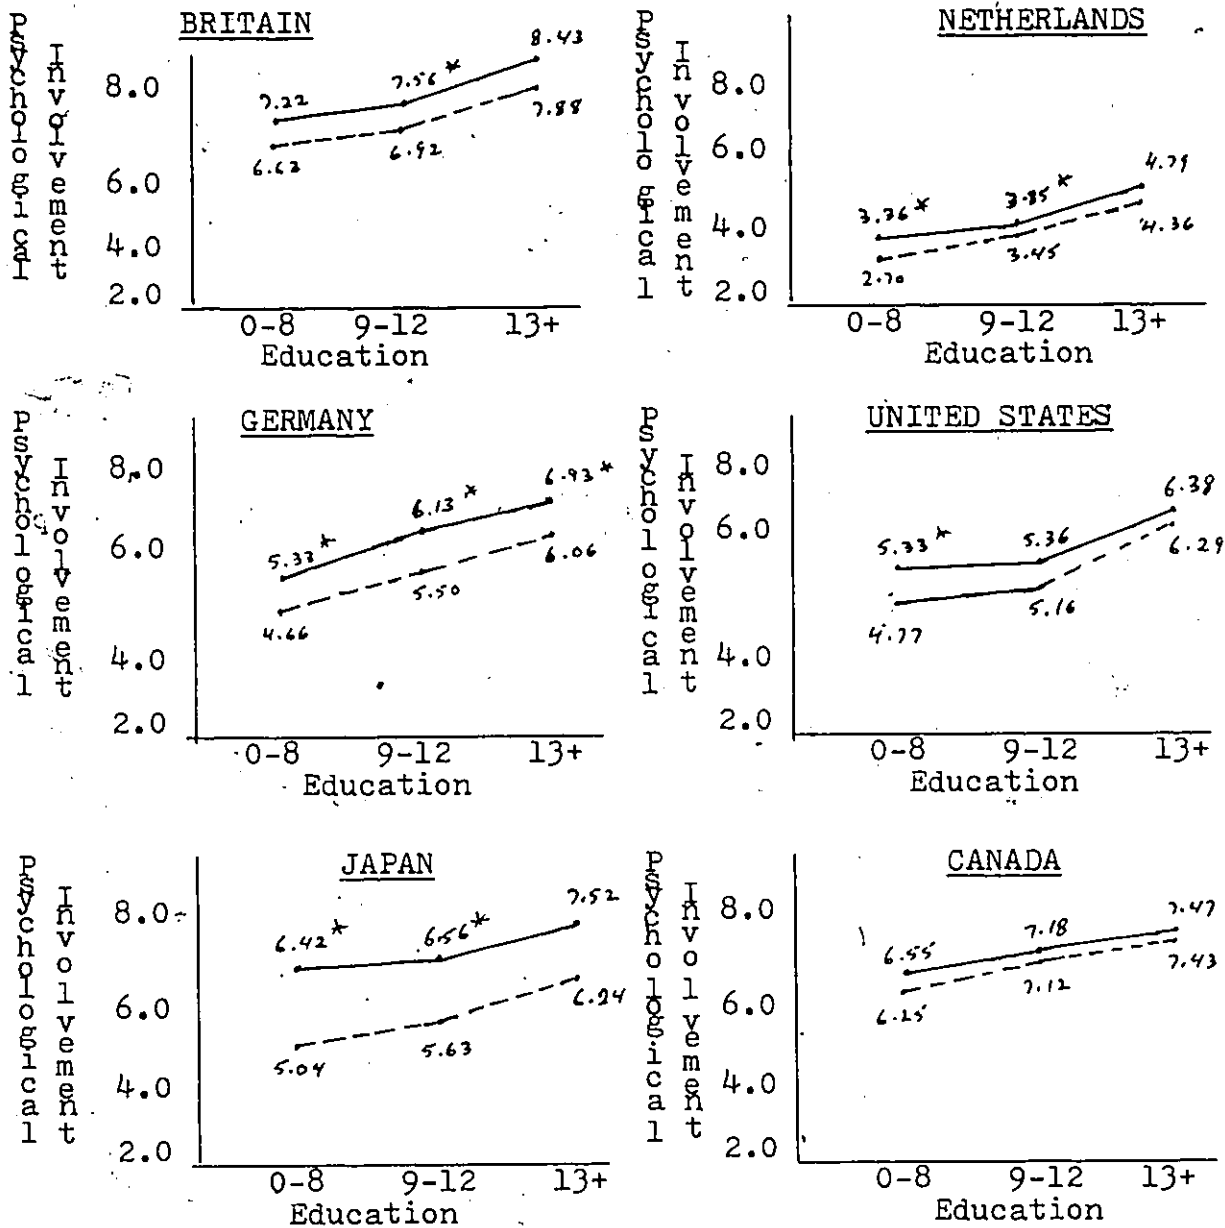 BRITAIN
Psychological
Involvement
8.0
6.0
4.0
2.0
7.22
7.56 *
8.43
6.62
6.92
7.88
0-8 9-12 13+
Education
NETHERLANDS
Psychological
Involvement
8.0
6.0
4.0
2.0
3.36 *
3.85 *
4.79
2.70
3.45
4.36
0-8 9-12 13+
Education
GERMANY
Psychological
Involvement
8.0
6.0
4.0
2.0
5.33 *
6.13 *
6.93 *
4.66
5.50
6.06
0-8 9-12 13+
Education
UNITED STATES
Psychological
Involvement
8.0
6.0
4.0
2.0
5.33 *
5.36
6.38
4.77
5.16
6.29
0-8 9-12 13+
Education
JAPAN
Psychological
Involvement
8.0
6.0
4.0
2.0
6.42 *
6.56 *
7.52
5.04
5.63
0-8 9-12 13+
Education
CANADA
Psychological
Involvement
8.0
6.0
4.0
2.0
6.55
7.18
7.47
6.25
7.12
7.43
0-8 9-12 13+
Education